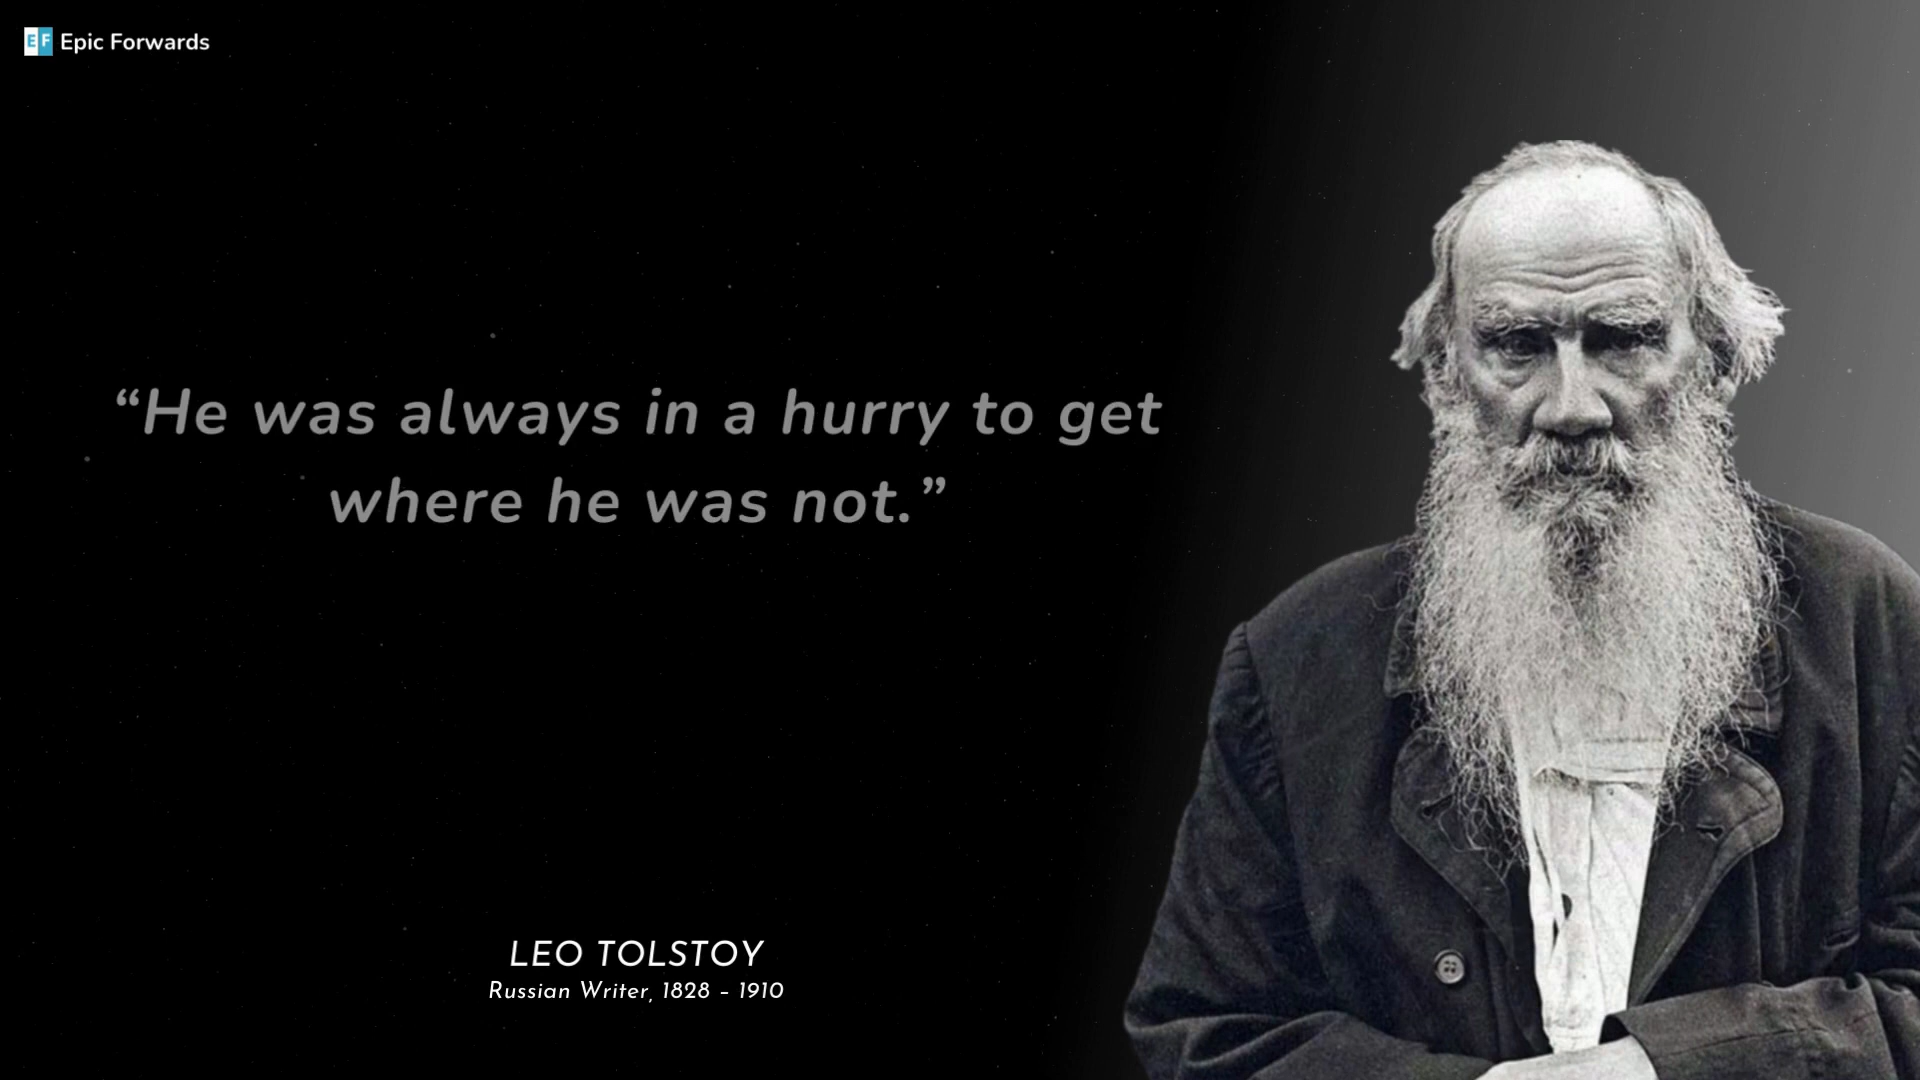 EF Epic Forwards
“He was always in a hurry to get
where he was not.”
LEO TOLSTOY
Russian Writer, 1828 – 1910